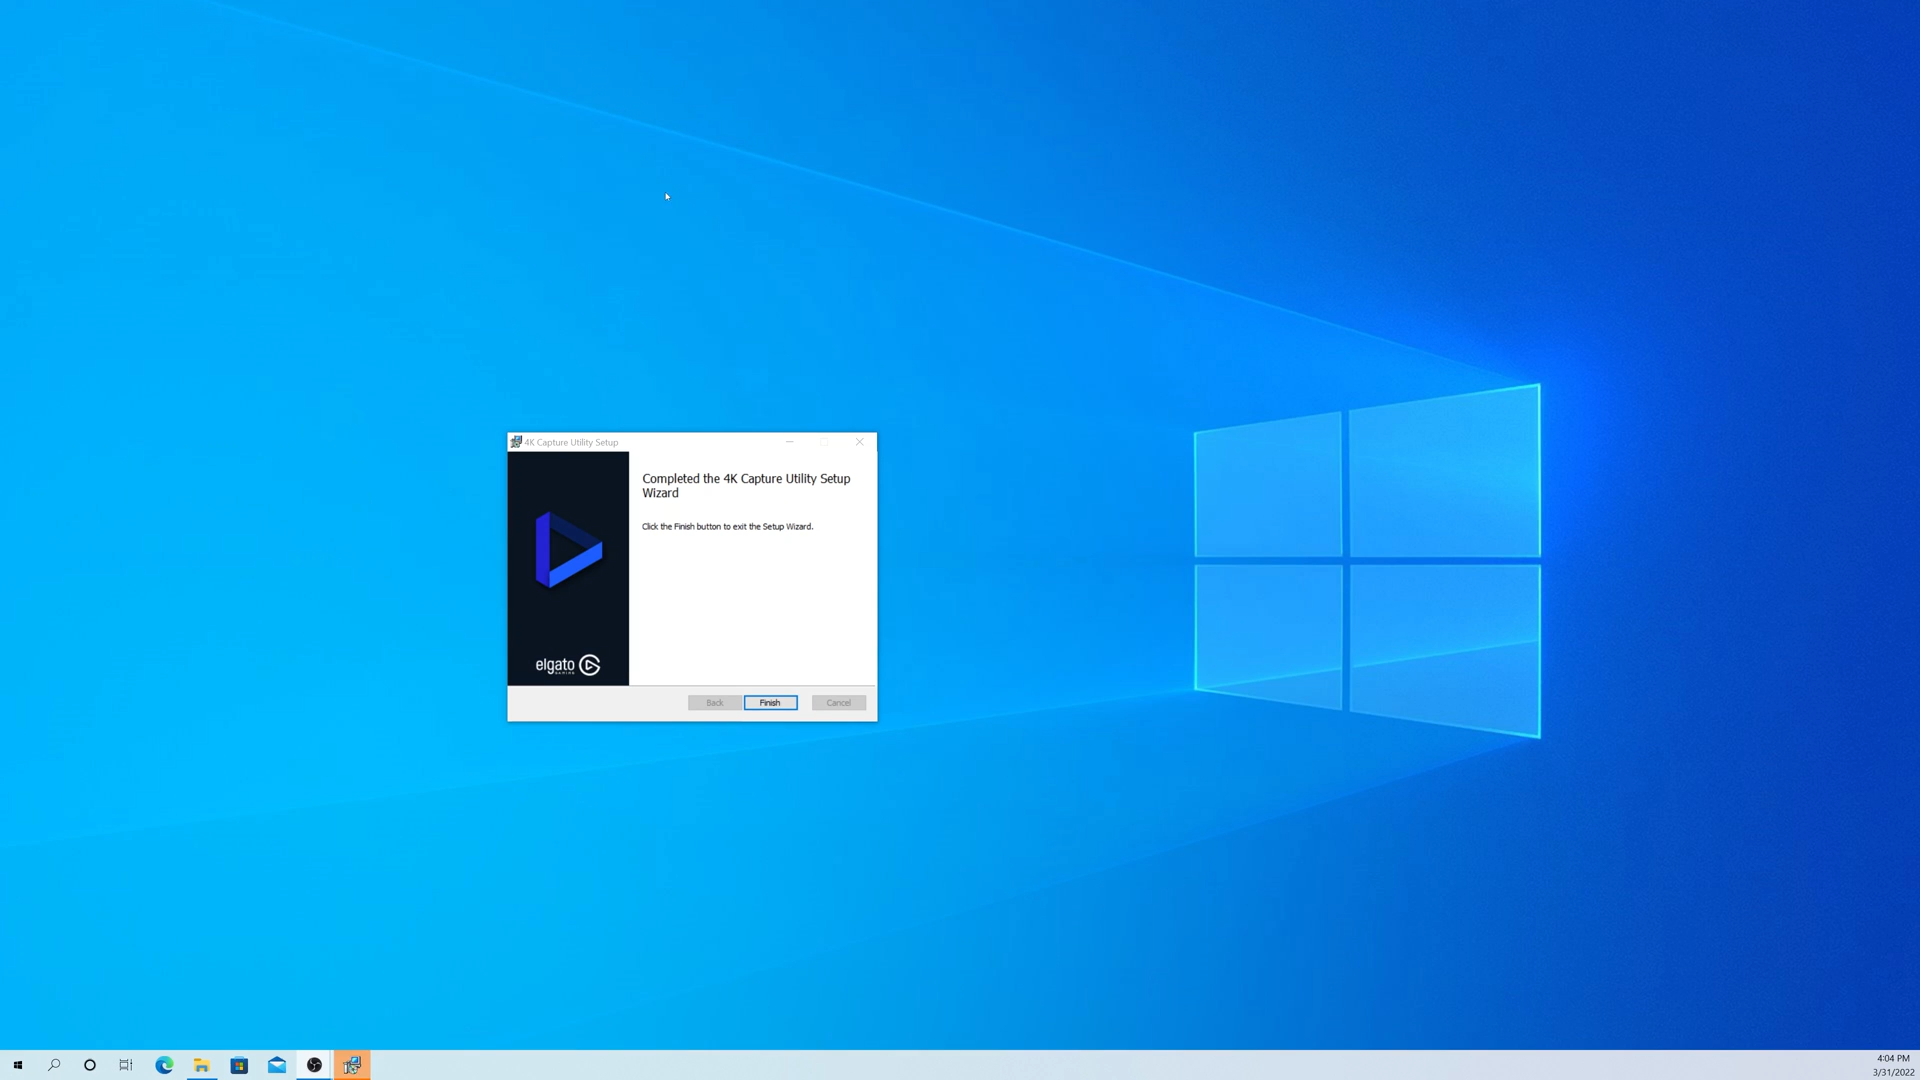 4K Capture Utility Setup
Completed the 4K Capture Utility Setup
Wizard
Click the Finish button to exit the Setup Wizard.
elgato
GAMING
Back
Finish
Cancel
4:04 PM
3/31/2022